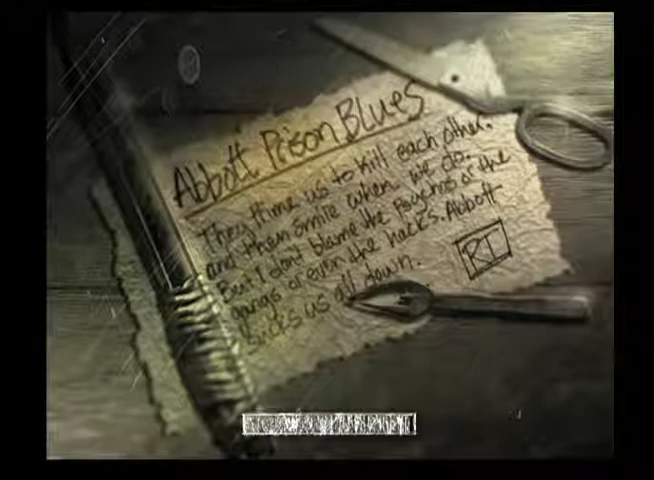 Abbott Prison Blues
They time us to kill each other.
and then smile when we do.
But I don't blame the psychos or the
gangs or even the hacks. Abbott
sucks us all down.
RI